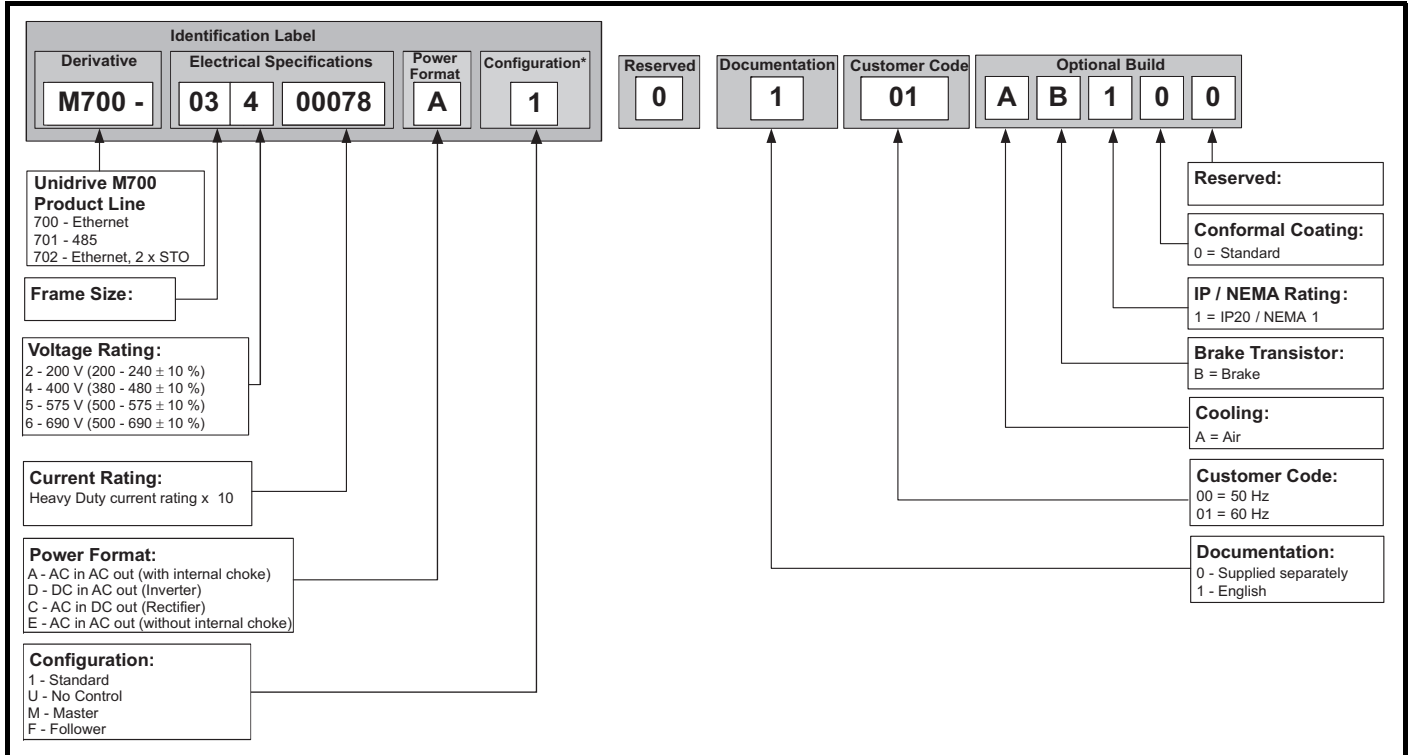 Identification Label
Derivative
Electrical Specifications
Power
Format
Configuration*
Reserved
Documentation
Customer Code
Optional Build
M700 -
03
4
00078
A
1
0
1
01
A
B
1
0
0
Unidrive M700
Product Line
700 - Ethernet
701 - 485
702 - Ethernet, 2 x STO
Frame Size:
Voltage Rating:
2 - 200 V (200 - 240 ± 10 %)
4 - 400 V (380 - 480 ± 10 %)
5 - 575 V (500 - 575 ± 10 %)
6 - 690 V (500 - 690 ± 10 %)
Current Rating:
Heavy Duty current rating x 10
Power Format:
A - AC in AC out (with internal choke)
D - DC in AC out (Inverter)
C - AC in DC out (Rectifier)
E - AC in AC out (without internal choke)
Configuration:
1 - Standard
U - No Control
M - Master
F - Follower
Reserved:
Conformal Coating:
0 = Standard
IP / NEMA Rating:
1 = IP20 / NEMA 1
Brake Transistor:
B = Brake
Cooling:
A = Air
Customer Code:
00 = 50 Hz
01 = 60 Hz
Documentation:
0 - Supplied separately
1 - English